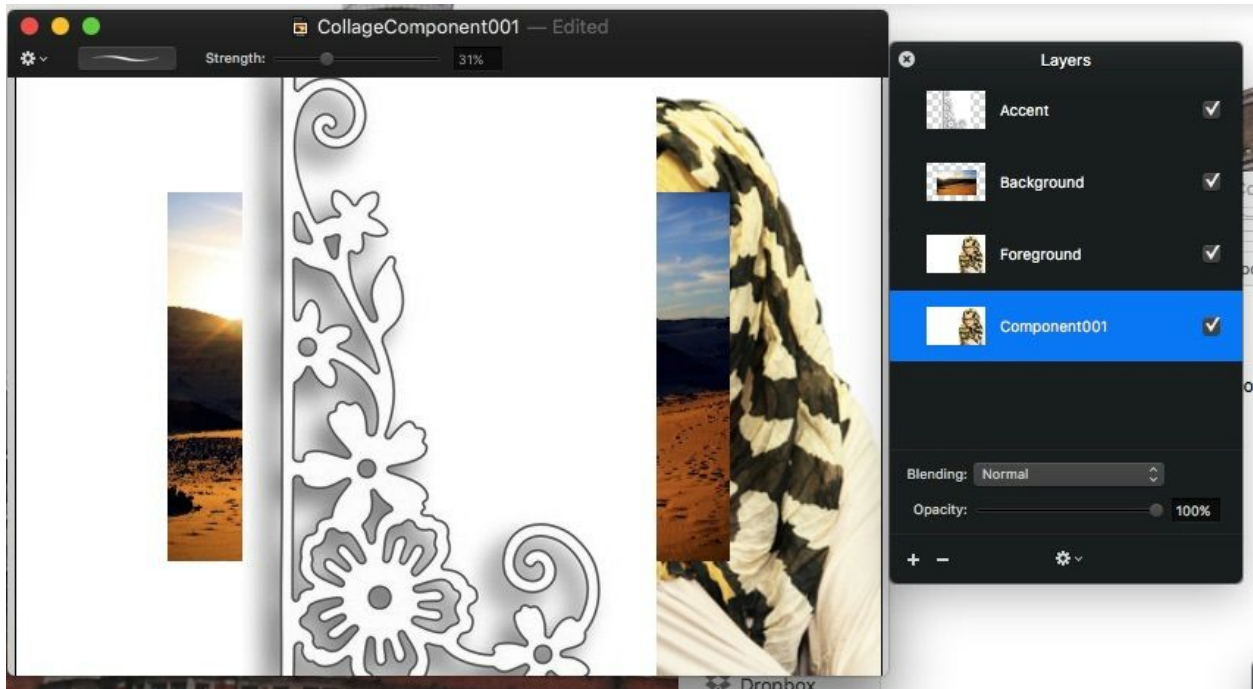 CollageComponent001 — Edited
Strength: 31%
Layers
Accent
Background
Foreground
Component001
Blending: Normal
Opacity: 100%
Dropbox